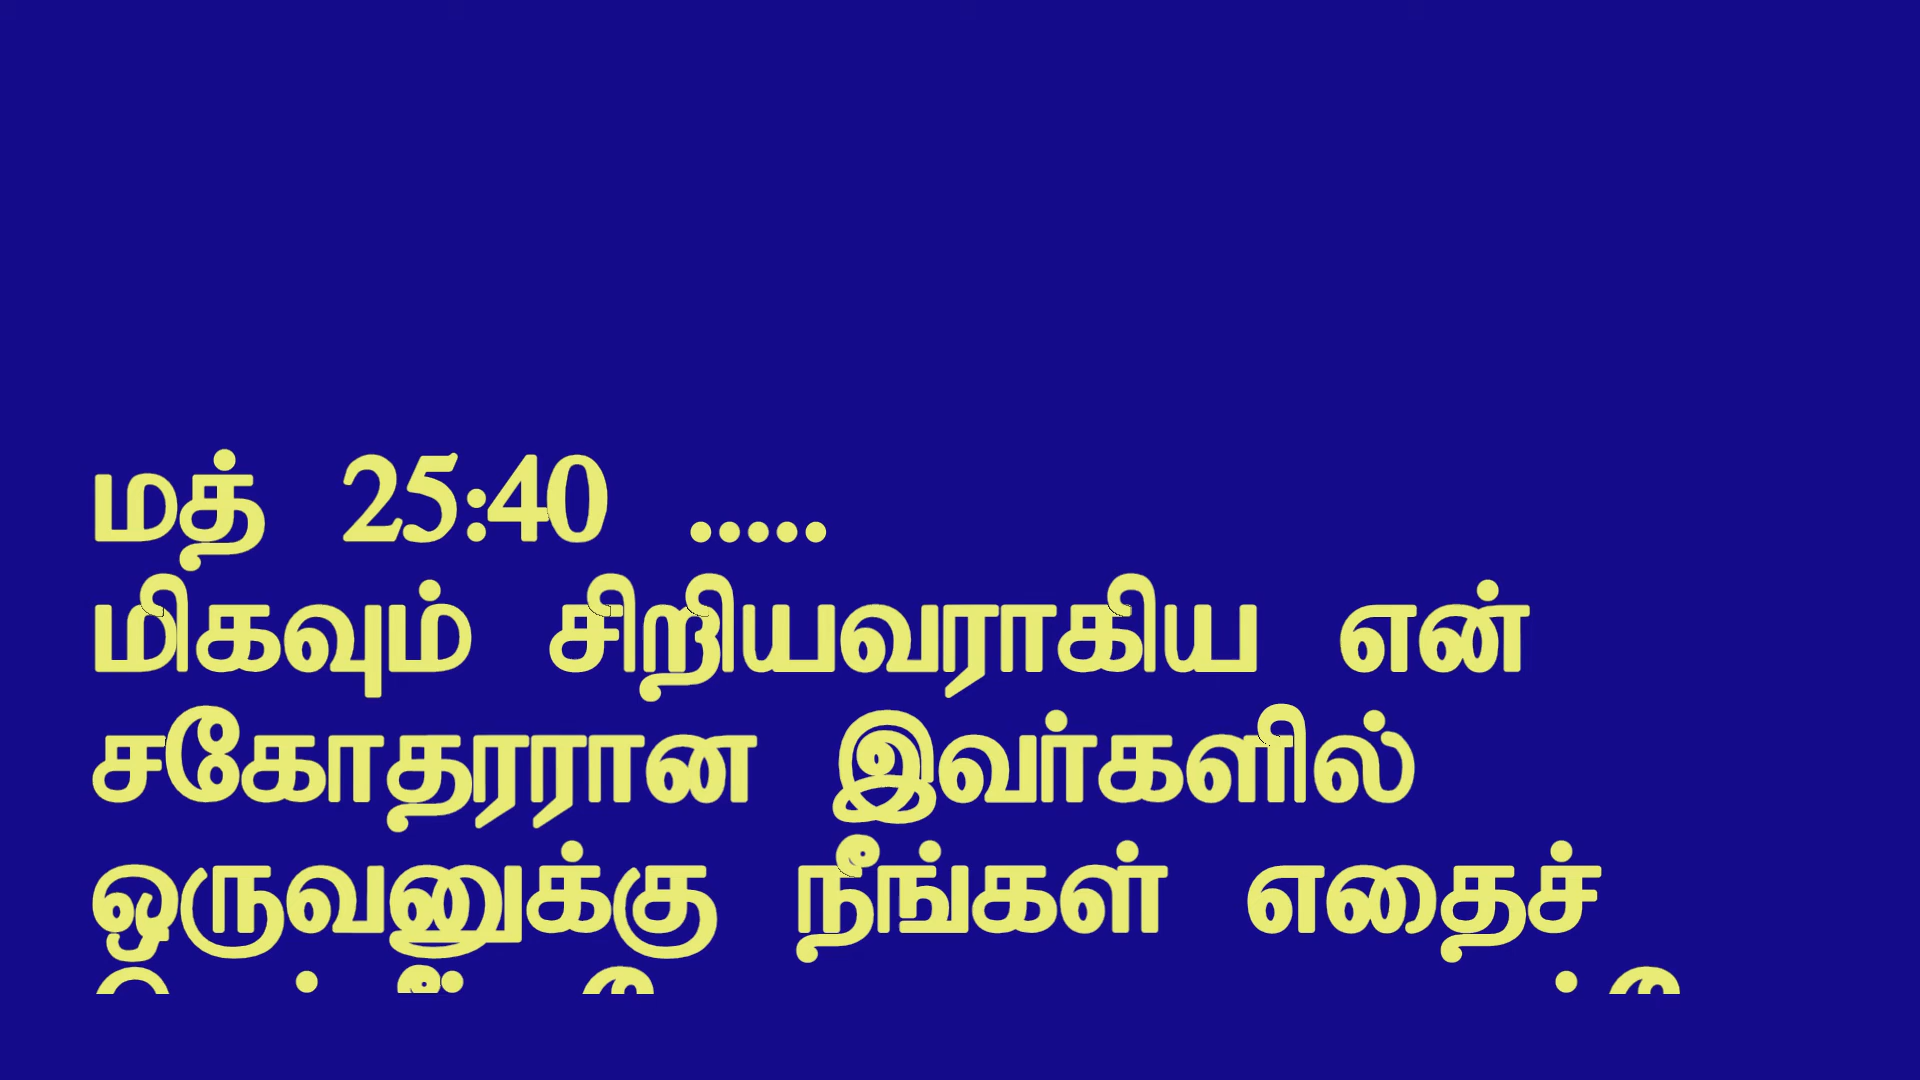 மத் 25:40 .....
மிகவும் சிறியவராகிய என்
சகோதரரான இவர்களில்
ஒருவனுக்கு நீங்கள் எதைச்